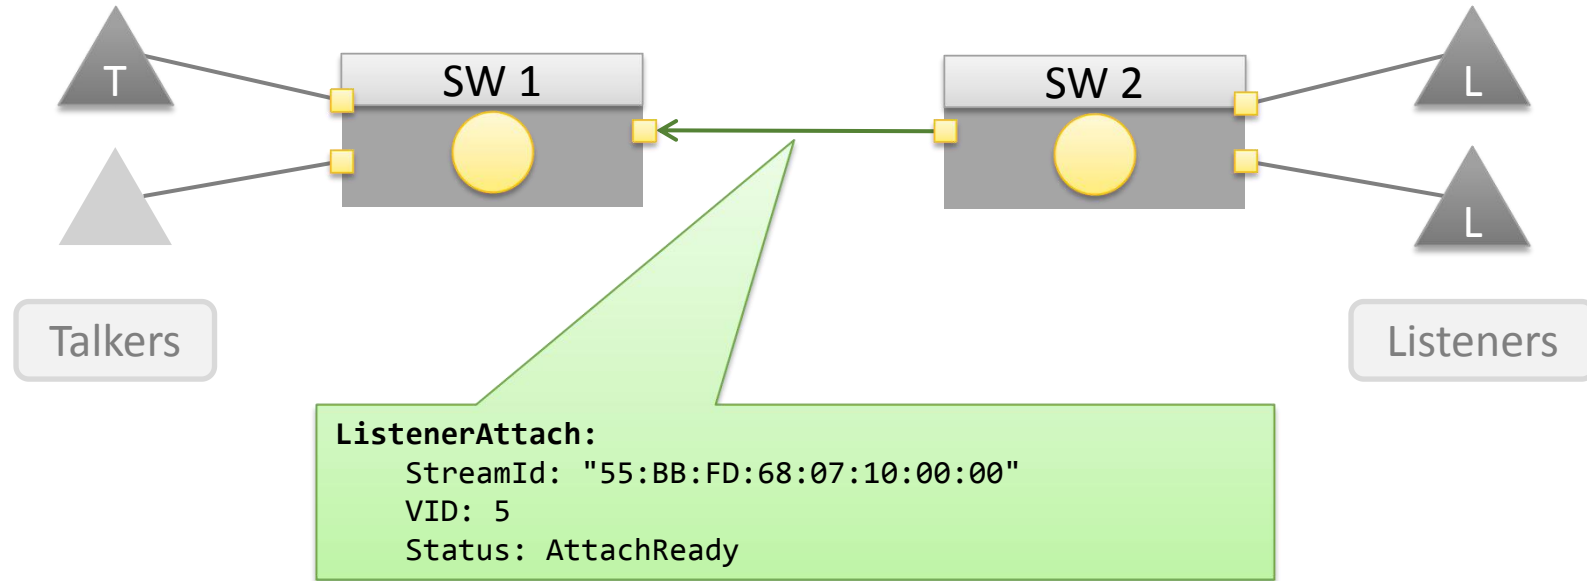 T
SW 1
SW 2
L
L
Talkers
Listeners
ListenerAttach:
StreamId: "55:BB:FD:68:07:10:00:00"
VID: 5
Status: AttachReady